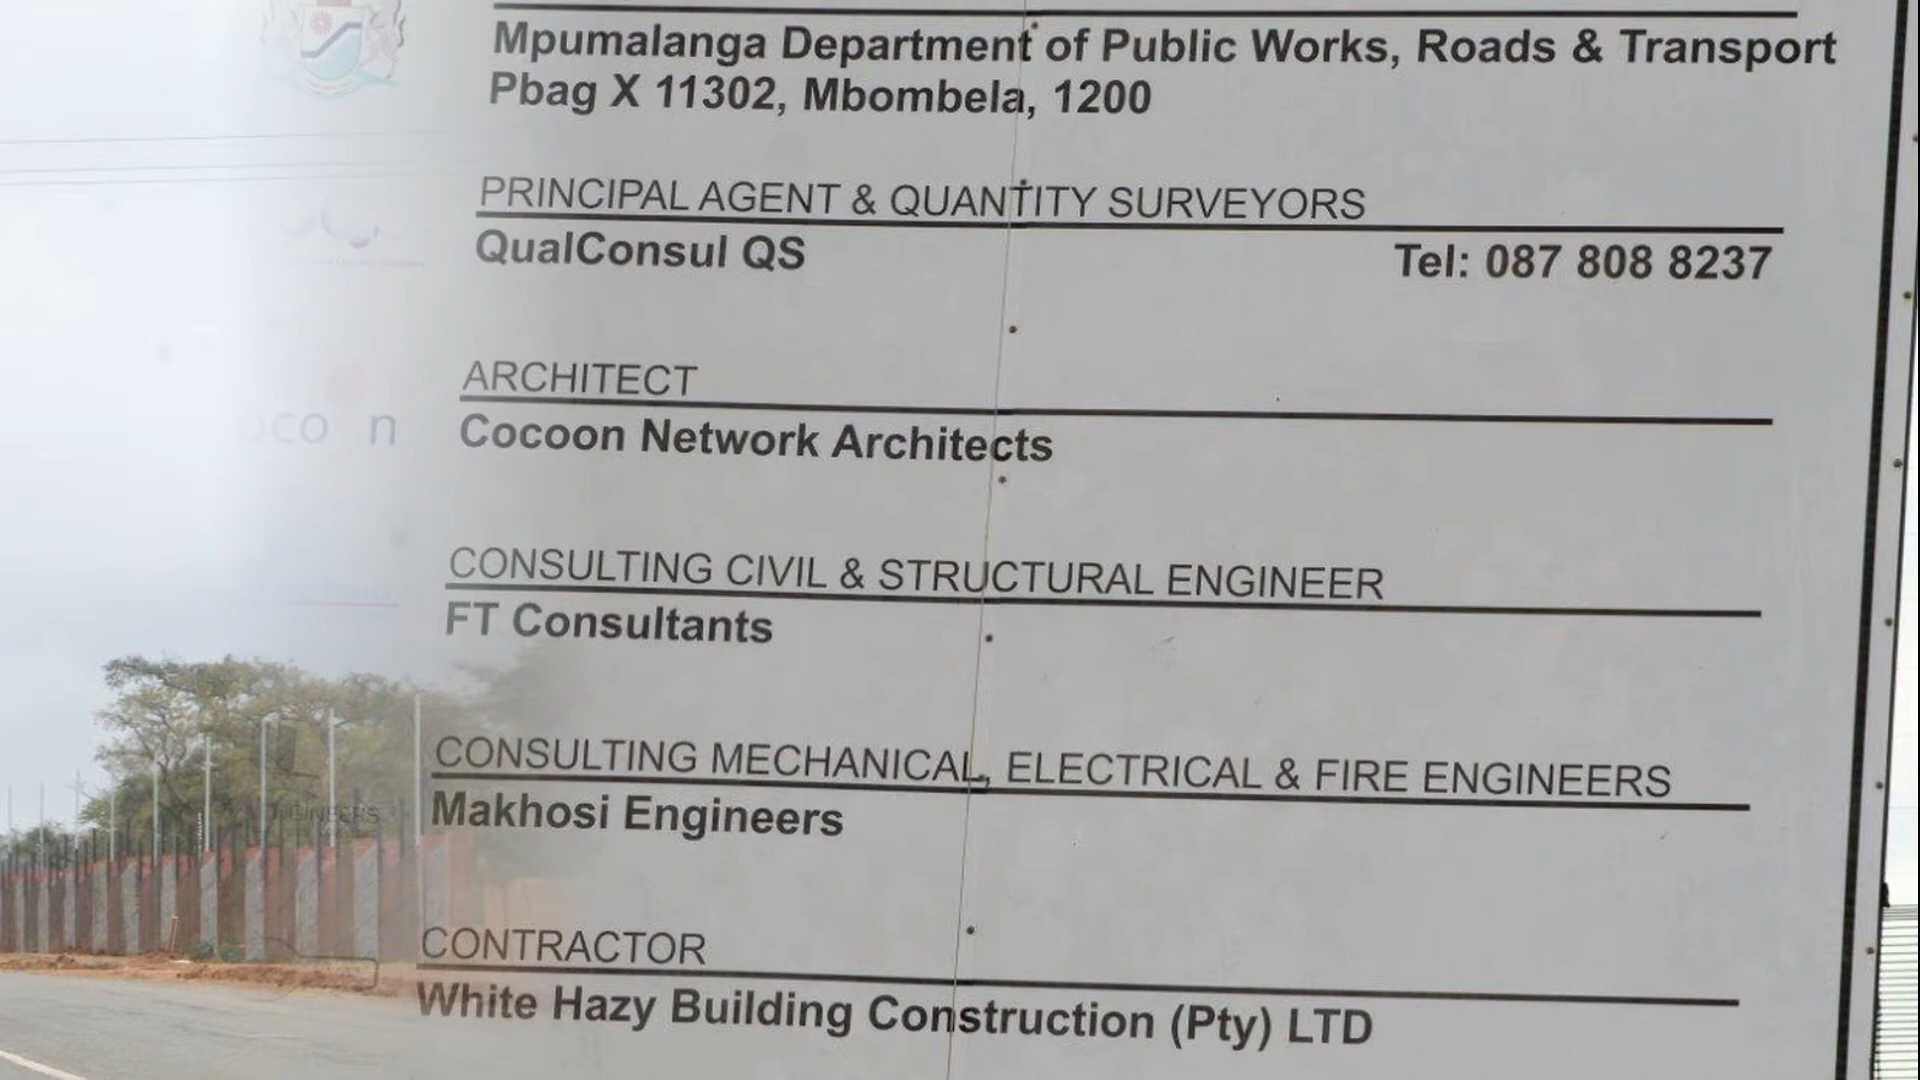 Mpumalanga Department of Public Works, Roads & Transport
Pbag X 11302, Mbombela, 1200
PRINCIPAL AGENT & QUANTITY SURVEYORS
QualConsul QS Tel: 087 808 8237
ARCHITECT
Cocoon Network Architects
CONSULTING CIVIL & STRUCTURAL ENGINEER
FT Consultants
CONSULTING MECHANICAL, ELECTRICAL & FIRE ENGINEERS
Makhosi Engineers
CONTRACTOR
White Hazy Building Construction (Pty) LTD